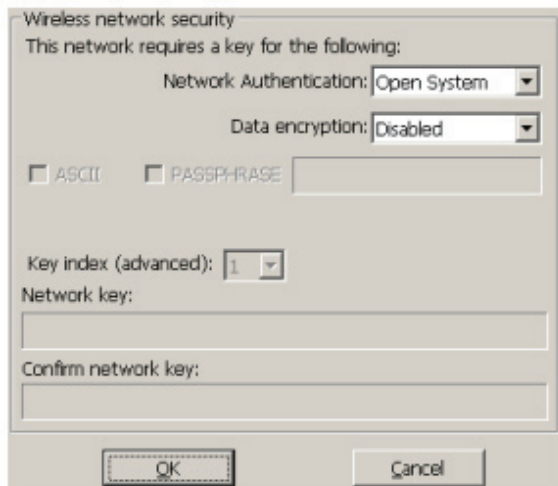 Wireless network security
This network requires a key for the following:
Network Authentication: Open System
Data encryption: Disabled
ASCII PASSPHRASE
Key index (advanced): 1
Network key:
Confirm network key:
OK Cancel